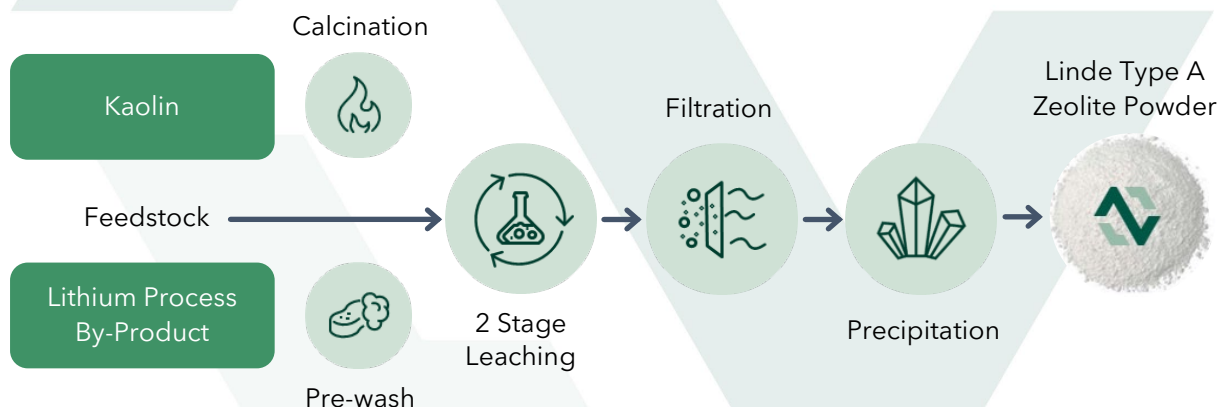 Calcination
Kaolin
Linde Type A
Zeolite Powder
Filtration
Feedstock
Lithium Process
By-Product
2 Stage
Leaching
Precipitation
Pre-wash